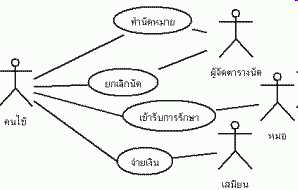 ทำนัดหมาย
ผู้จัดตารางนัด
ยกเลิกนัด
คนไข้
เข้ารับการรักษา
หมอ
จ่ายเงิน
เสมียน